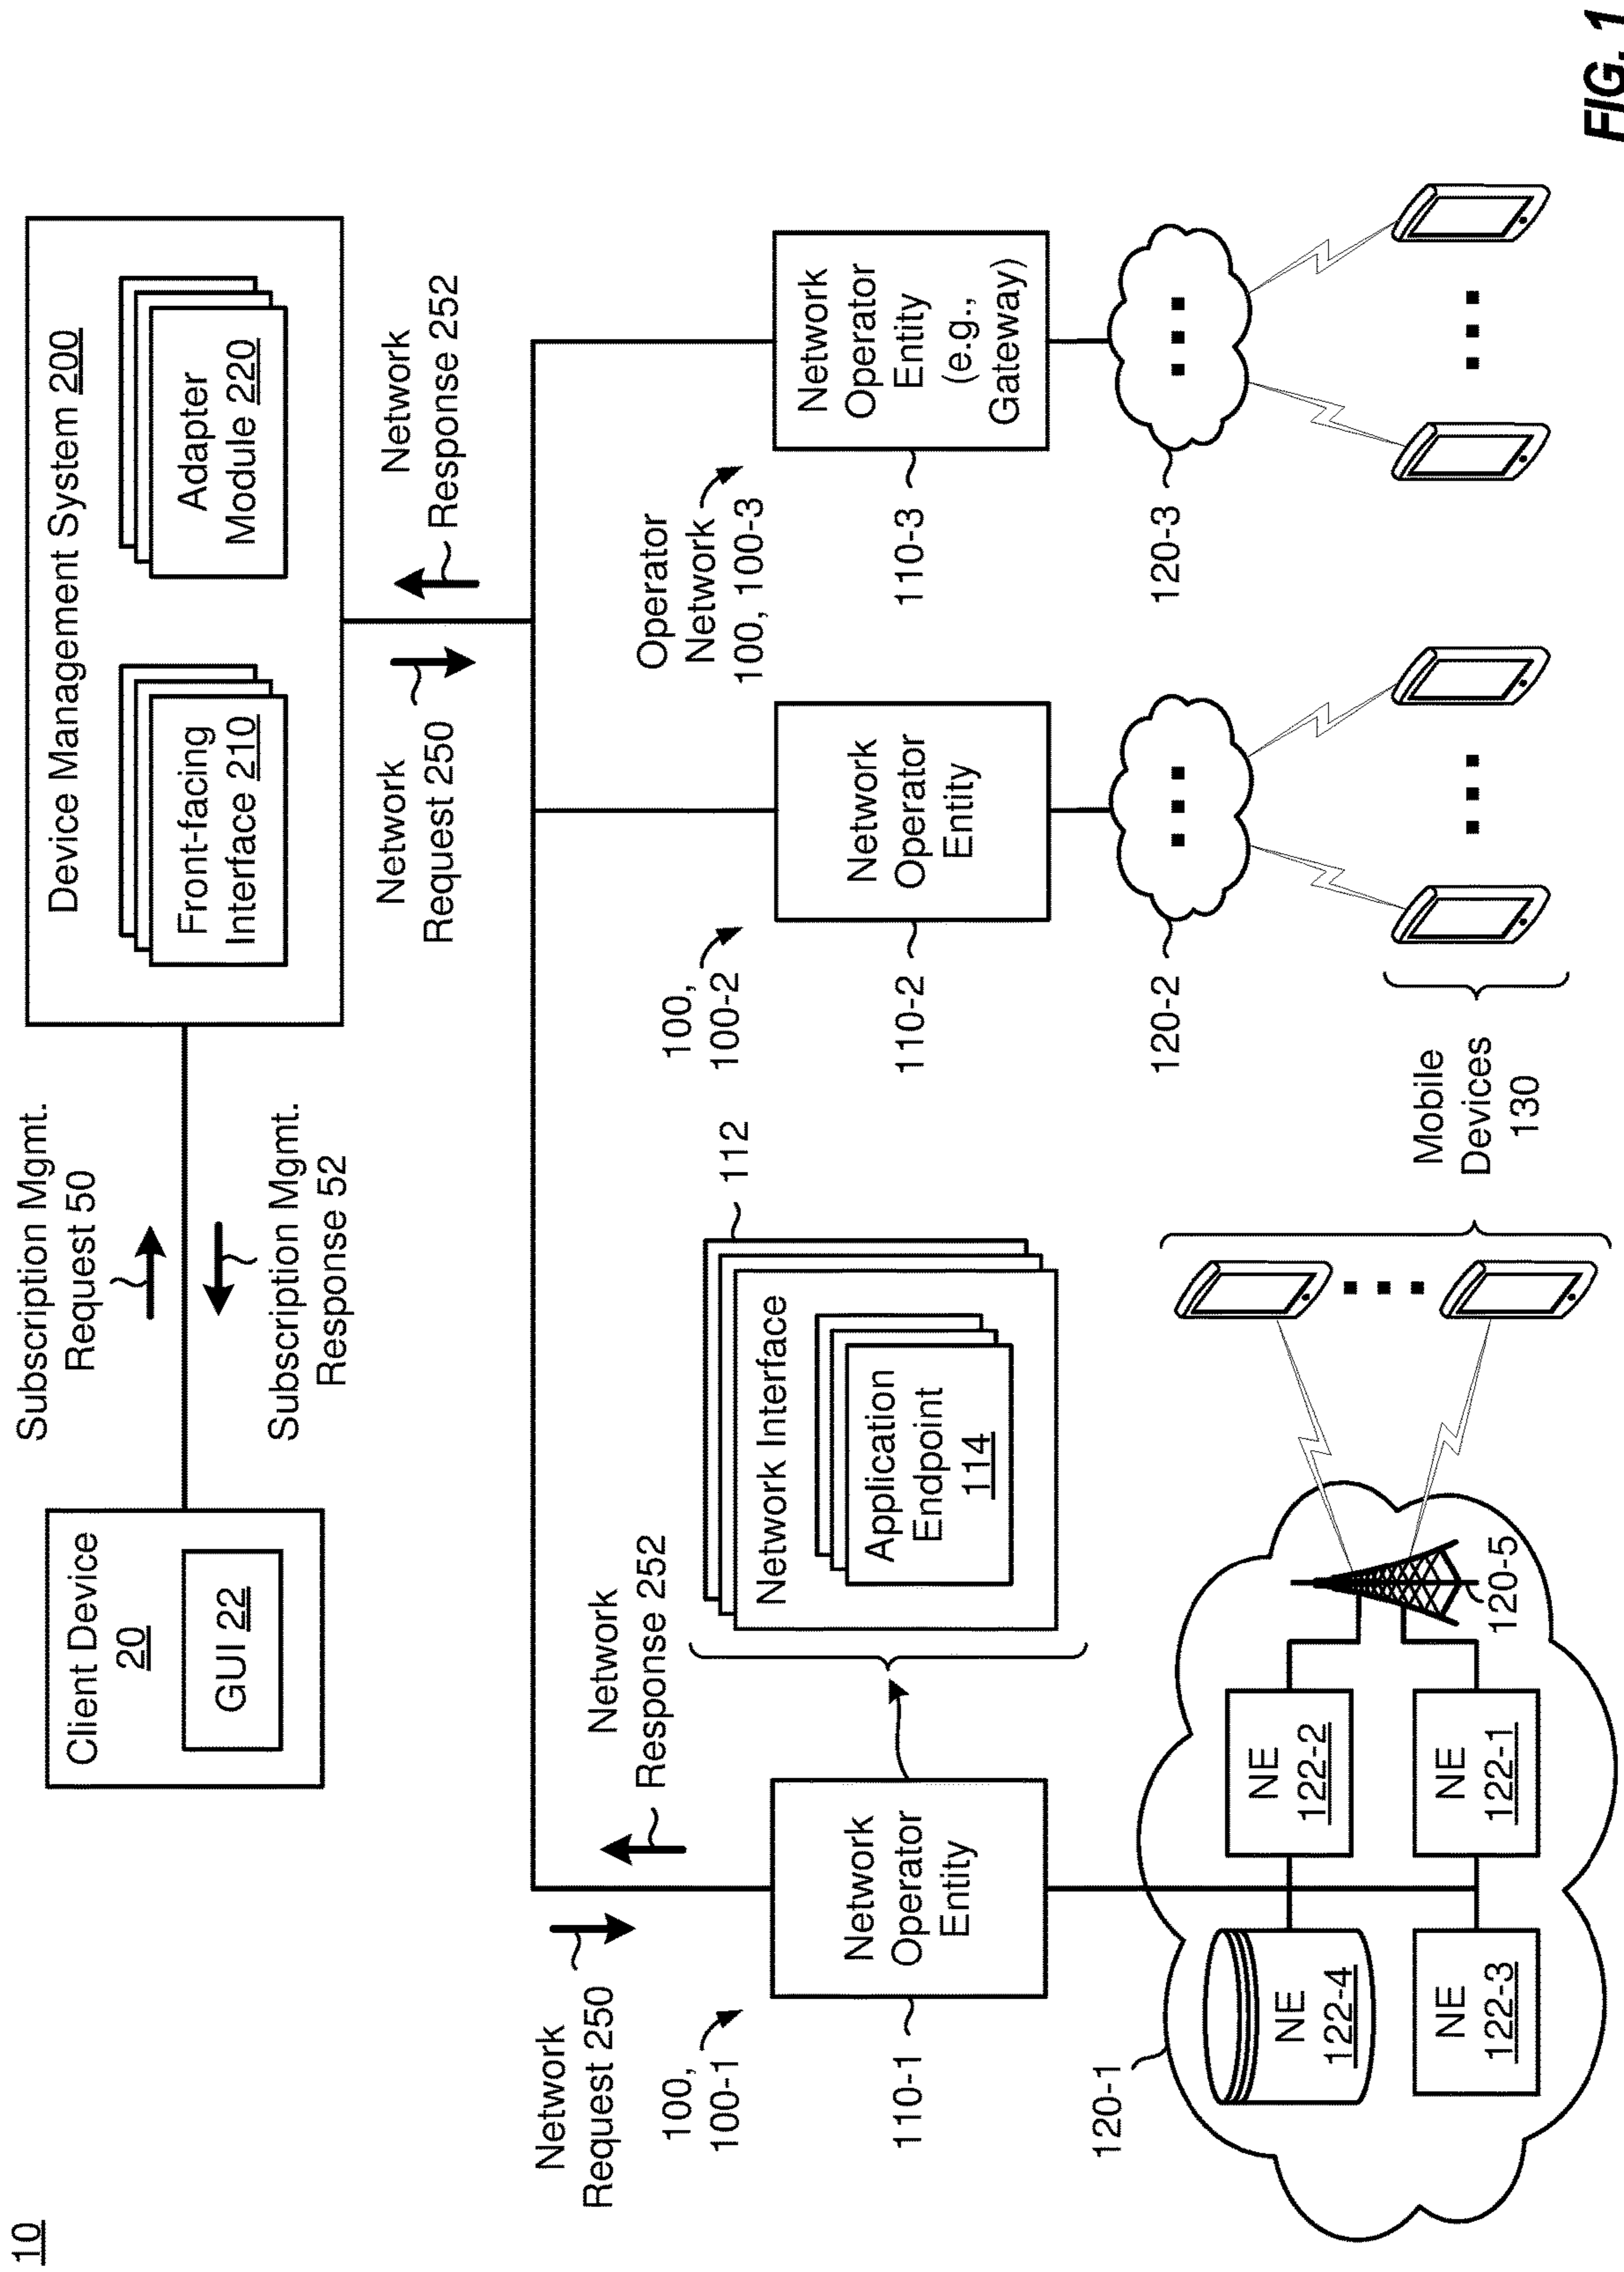 10
Client Device
20
GUI 22
Subscription Mgmt.
Request 50
Subscription Mgmt.
Response 52
Device Management System 200
Front-facing
Interface 210
Adapter
Module 220
Network
Request 250
Network
Response 252
Network
Request 250
Network
Response 252
100,
100-1
110-1
Network
Operator
Entity
Network Interface
Application
Endpoint
114
112
100,
100-2
110-2
Network
Operator
Entity
Operator
Network
100, 100-3
110-3
Network
Operator
Entity
(e.g.,
Gateway)
120-1
NE
122-4
NE
122-2
NE
122-3
NE
122-1
120-5
120-2
120-3
Mobile
Devices
130
FIG. 1